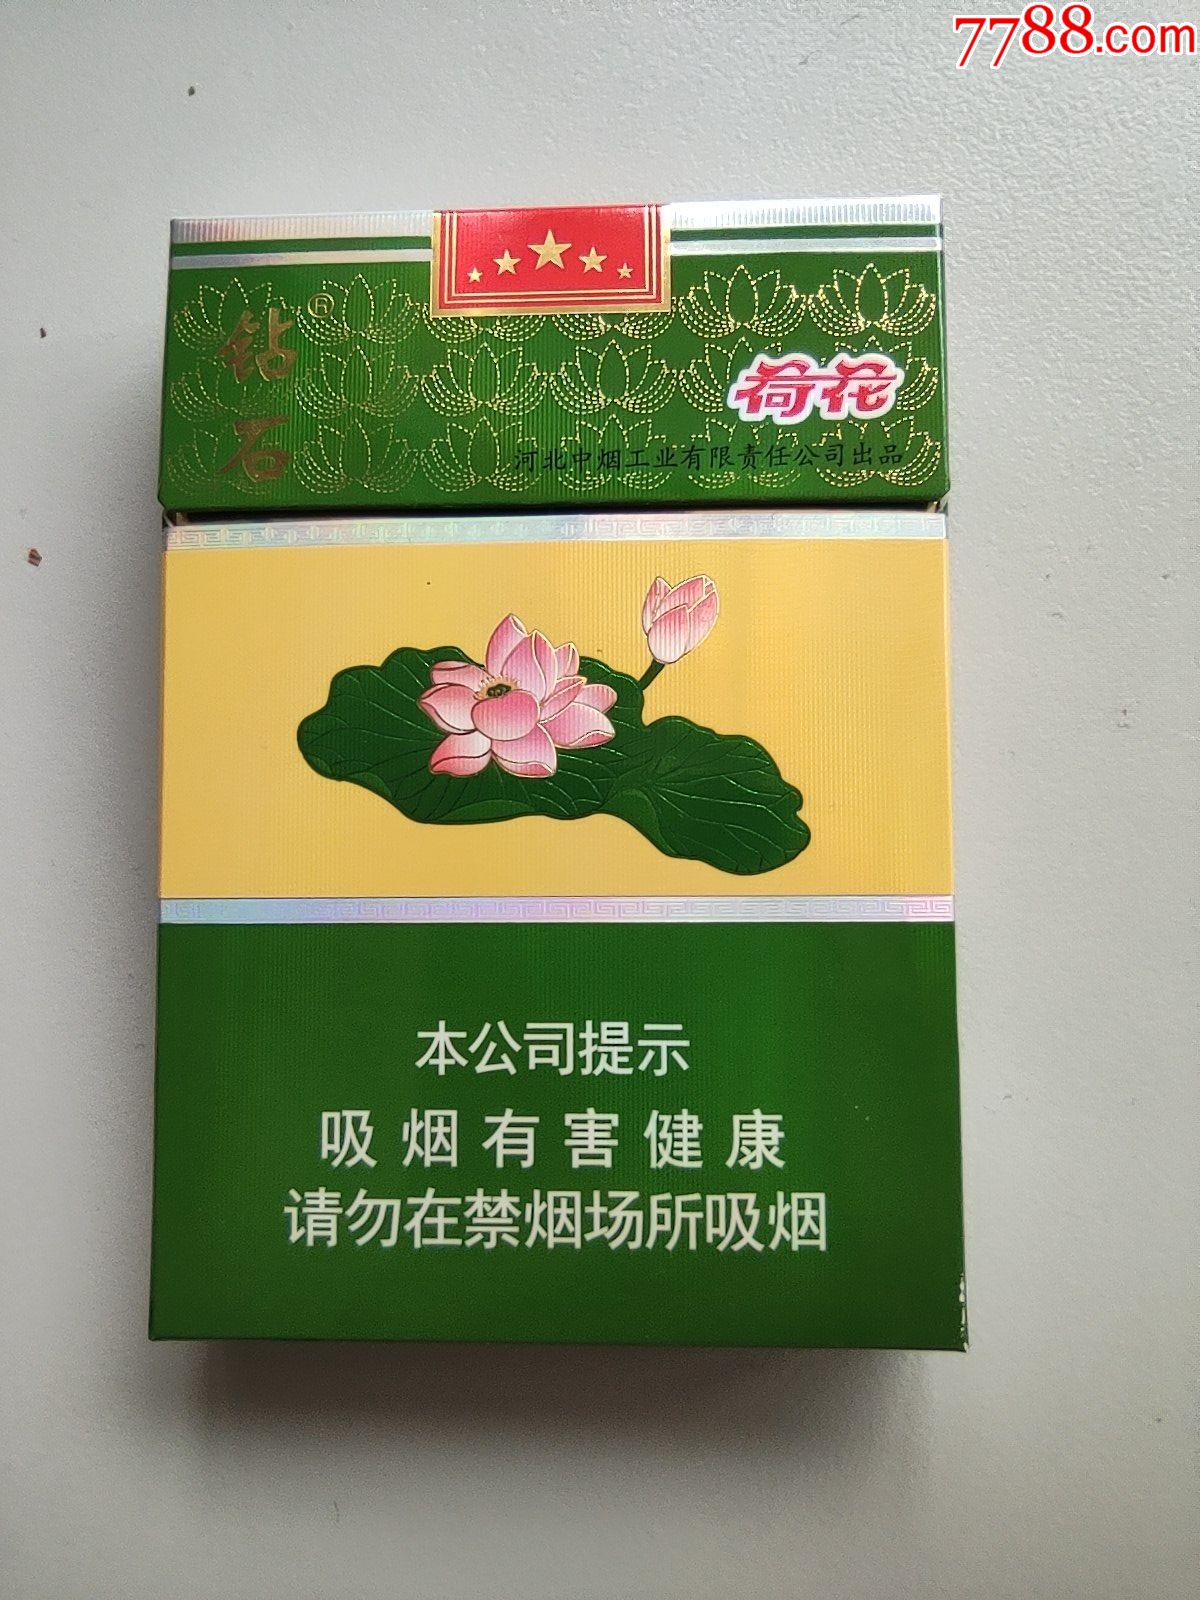 7788.com
钻石®
荷花
河北中烟工业有限责任公司出品
本公司提示
吸烟有害健康
请勿在禁烟场所吸烟